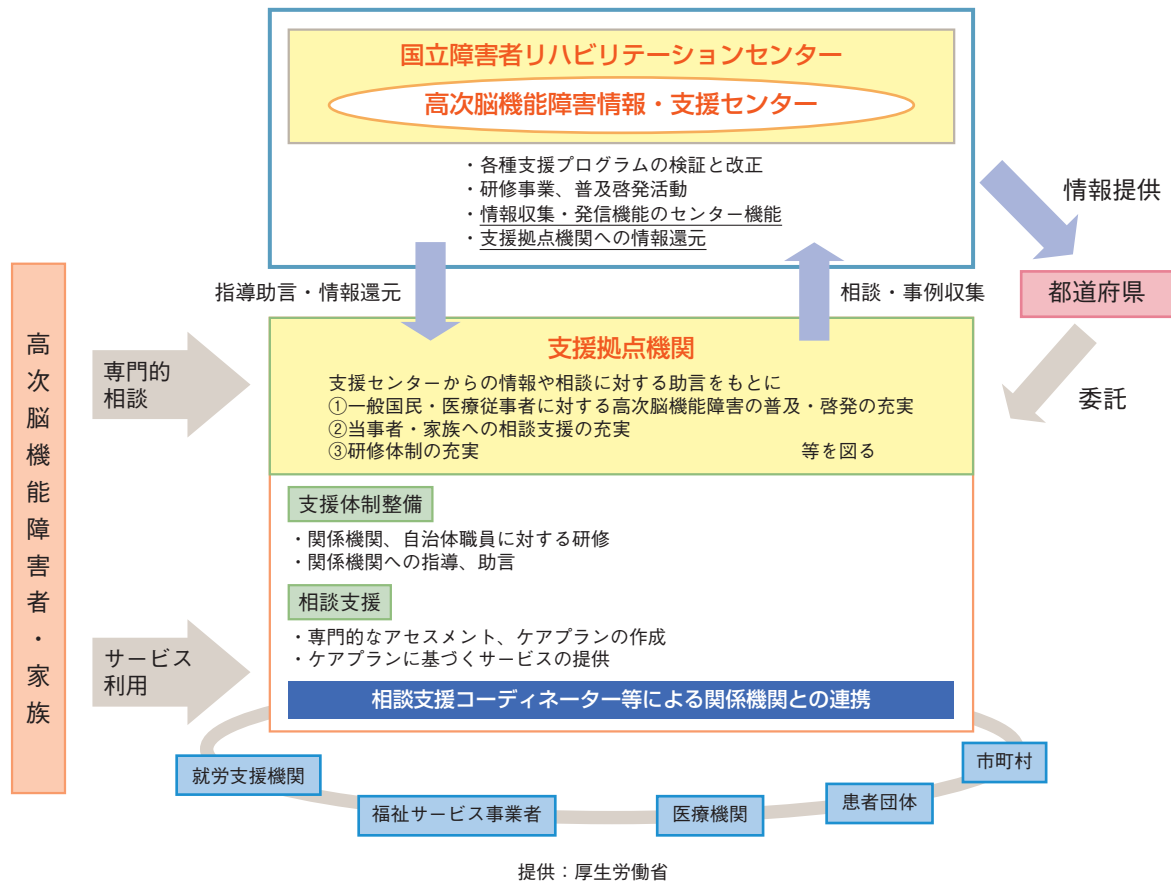 国立障害者リハビリテーションセンター
高次脳機能障害情報・支援センター
・各種支援プログラムの検証と改正
・研修事業、普及啓発活動
・情報収集・発信機能のセンター機能
・支援拠点機関への情報還元
情報提供
都道府県
委託
指導助言・情報還元
相談・事例収集
高次脳機能障害者・家族
専門的
相談
サービス
利用
支援拠点機関
支援センターからの情報や相談に対する助言をもとに
①一般国民・医療従事者に対する高次脳機能障害の普及・啓発の充実
②当事者・家族への相談支援の充実
③研修体制の充実 等を図る
支援体制整備
・関係機関、自治体職員に対する研修
・関係機関への指導、助言
相談支援
・専門的なアセスメント、ケアプランの作成
・ケアプランに基づくサービスの提供
相談支援コーディネーター等による関係機関との連携
就労支援機関
福祉サービス事業者
医療機関
患者団体
市町村
提供：厚生労働省